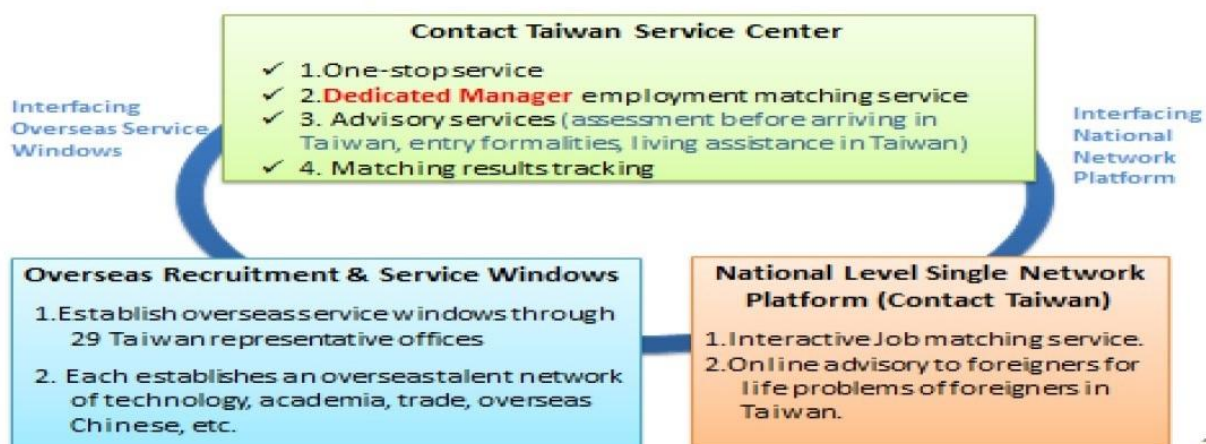 Contact Taiwan Service Center
✓ 1.One-stop service
✓ 2.Dedicated Manager employment matching service
✓ 3. Advisory services (assessment before arriving in
Taiwan, entry formalities, living assistance in Taiwan)
✓ 4. Matching results tracking
Interfacing
Overseas Service
Windows
Interfacing
National
Network
Platform
Overseas Recruitment & Service Windows
1.Establish overseas service windows through
29 Taiwan representative offices
2. Each establishes an overseas talent network
of technology, academia, trade, overseas
Chinese, etc.
National Level Single Network
Platform (Contact Taiwan)
1.Interactive Job matching service.
2.Online advisory to foreigners for
life problems of foreigners in
Taiwan.